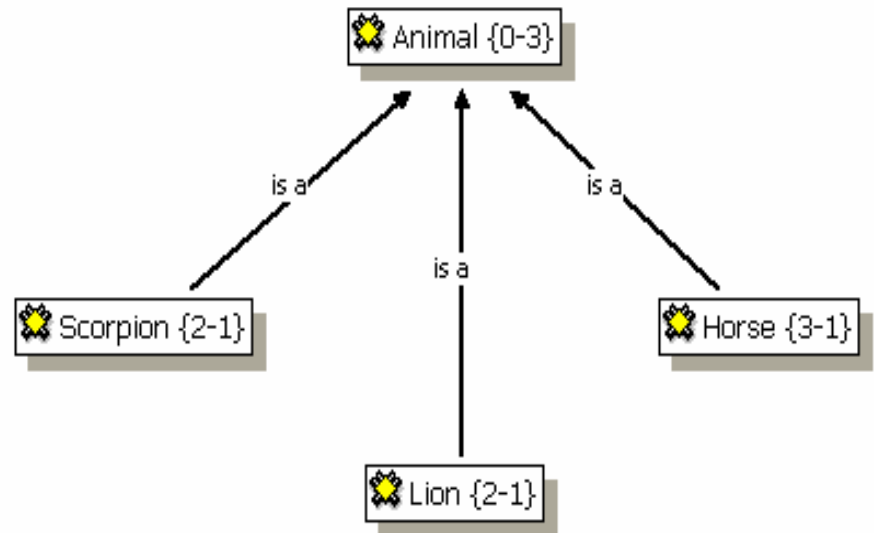 Animal {0-3}
is a
is a
is a
Scorpion {2-1}
Horse {3-1}
Lion {2-1}